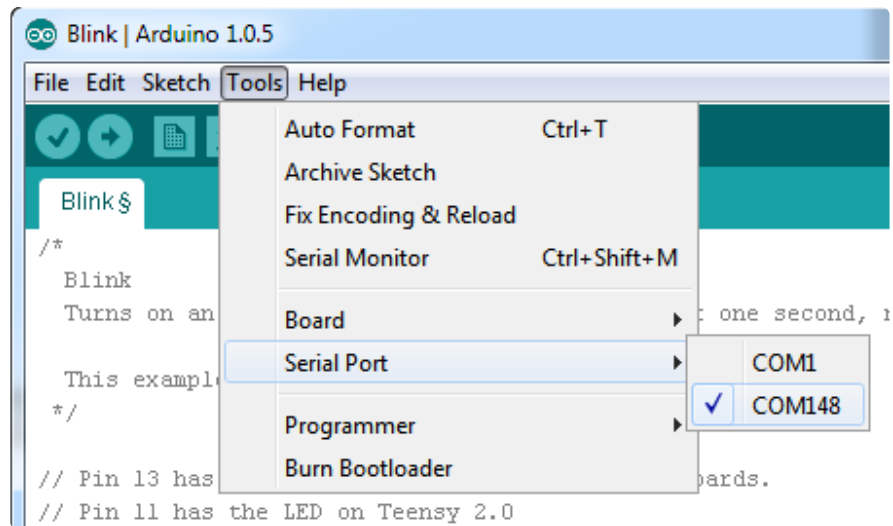 Blink | Arduino 1.0.5
File Edit Sketch Tools Help
Auto Format Ctrl+T
Archive Sketch
Fix Encoding & Reload
Serial Monitor Ctrl+Shift+M
Board
Serial Port
Programmer
Burn Bootloader
COM1
COM148
Blink§
/*
Blink
Turns on an one second,
This
*/
// Pin 13 has
// Pin 11 has the LED on Teensy 2.0